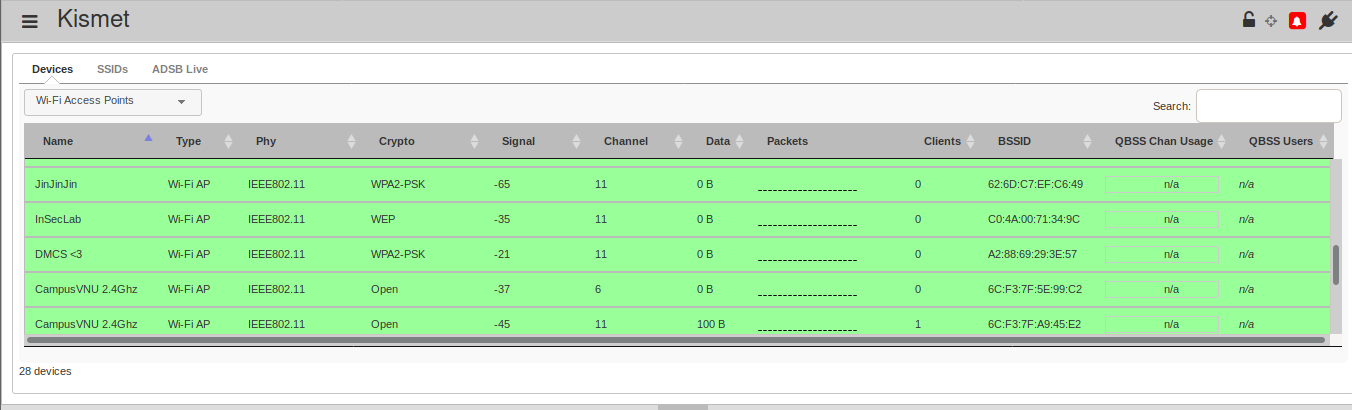 Kismet
Devices SSIDs ADSB Live
Wi-Fi Access Points Search:
Name Type Phy Crypto Signal Channel Data Packets Clients BSSID QBSS Chan Usage QBSS Users
JinJinJin Wi-Fi AP IEEE802.11 WPA2-PSK -65 11 0 B 0 62:6D:C7:EF:C6:49 n/a n/a
InSecLab Wi-Fi AP IEEE802.11 WEP -35 11 0 B 0 C0:4A:00:71:34:9C n/a n/a
DMCS <3 Wi-Fi AP IEEE802.11 WPA2-PSK -21 11 0 B 0 A2:88:69:29:3E:57 n/a n/a
CampusVNU 2.4Ghz Wi-Fi AP IEEE802.11 Open -37 6 0 B 0 6C:F3:7F:5E:99:C2 n/a n/a
CampusVNU 2.4Ghz Wi-Fi AP IEEE802.11 Open -45 11 100 B 1 6C:F3:7F:A9:45:E2 n/a n/a
28 devices